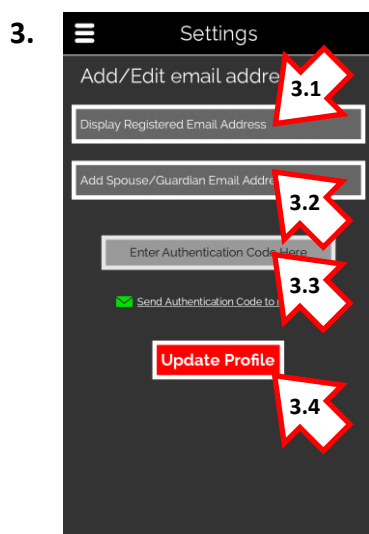 3.
Settings
Add/Edit email addre
3.1
Display Registered Email Address
Add Spouse/Guardian Email Addre
3.2
Enter Authentication Code Here
3.3
Send Authentication Code to
Update Profile
3.4